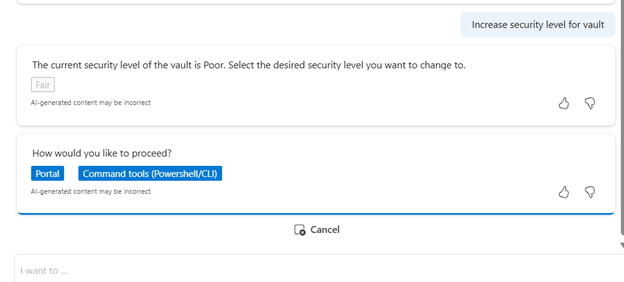 Increase security level for vault
The current security level of the vault is Poor. Select the desired security level you want to change to.
Fair
AI-generated content may be incorrect
How would you like to proceed?
Portal
Command tools (Powershell/CLI)
AI-generated content may be incorrect
Cancel
I want to ...